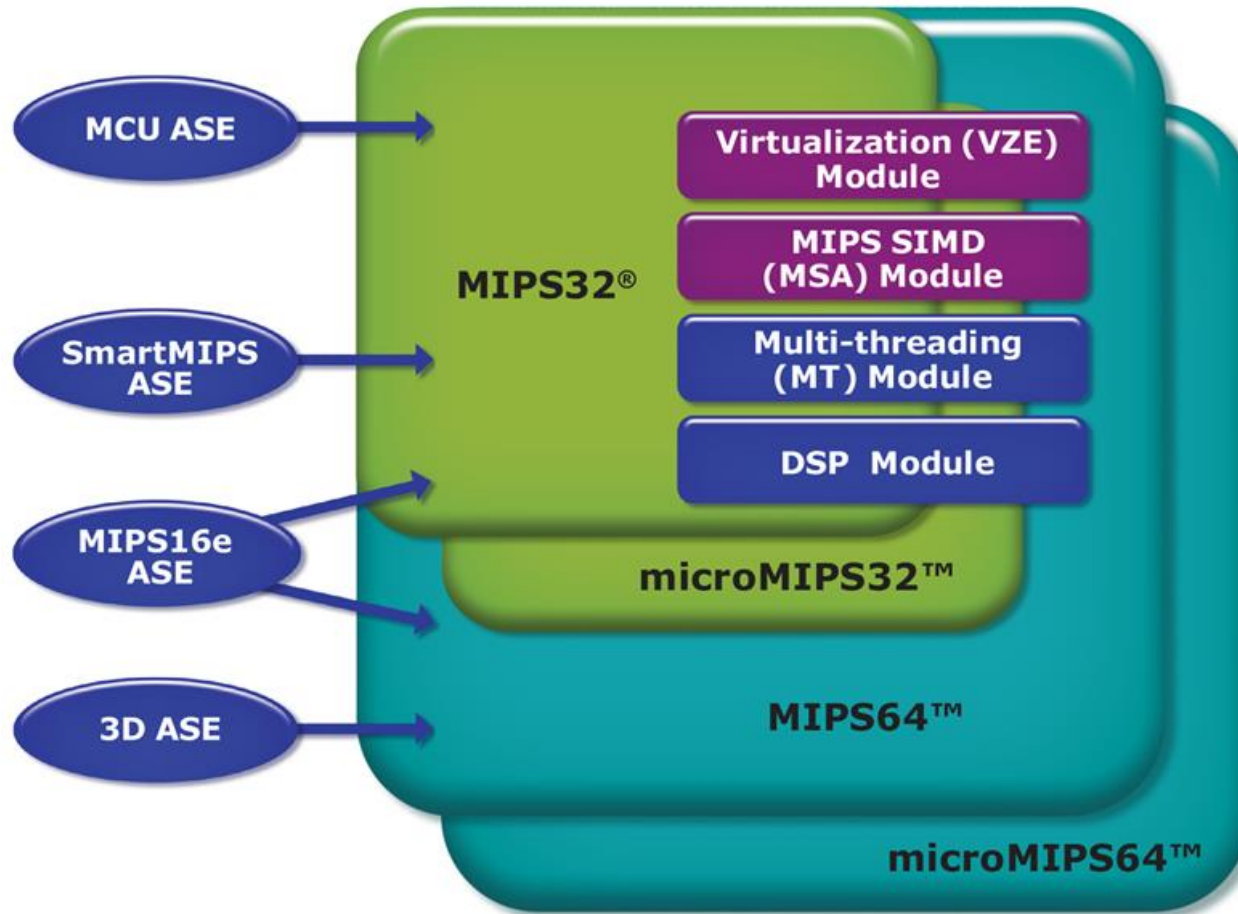 MCU ASE
Virtualization (VZE)
Module
MIPS SIMD
(MSA) Module
MIPS32®
SmartMIPS
ASE
Multi-threading
(MT) Module
DSP Module
MIPS16e
ASE
microMIPS32™
3D ASE
MIPS64™
microMIPS64™